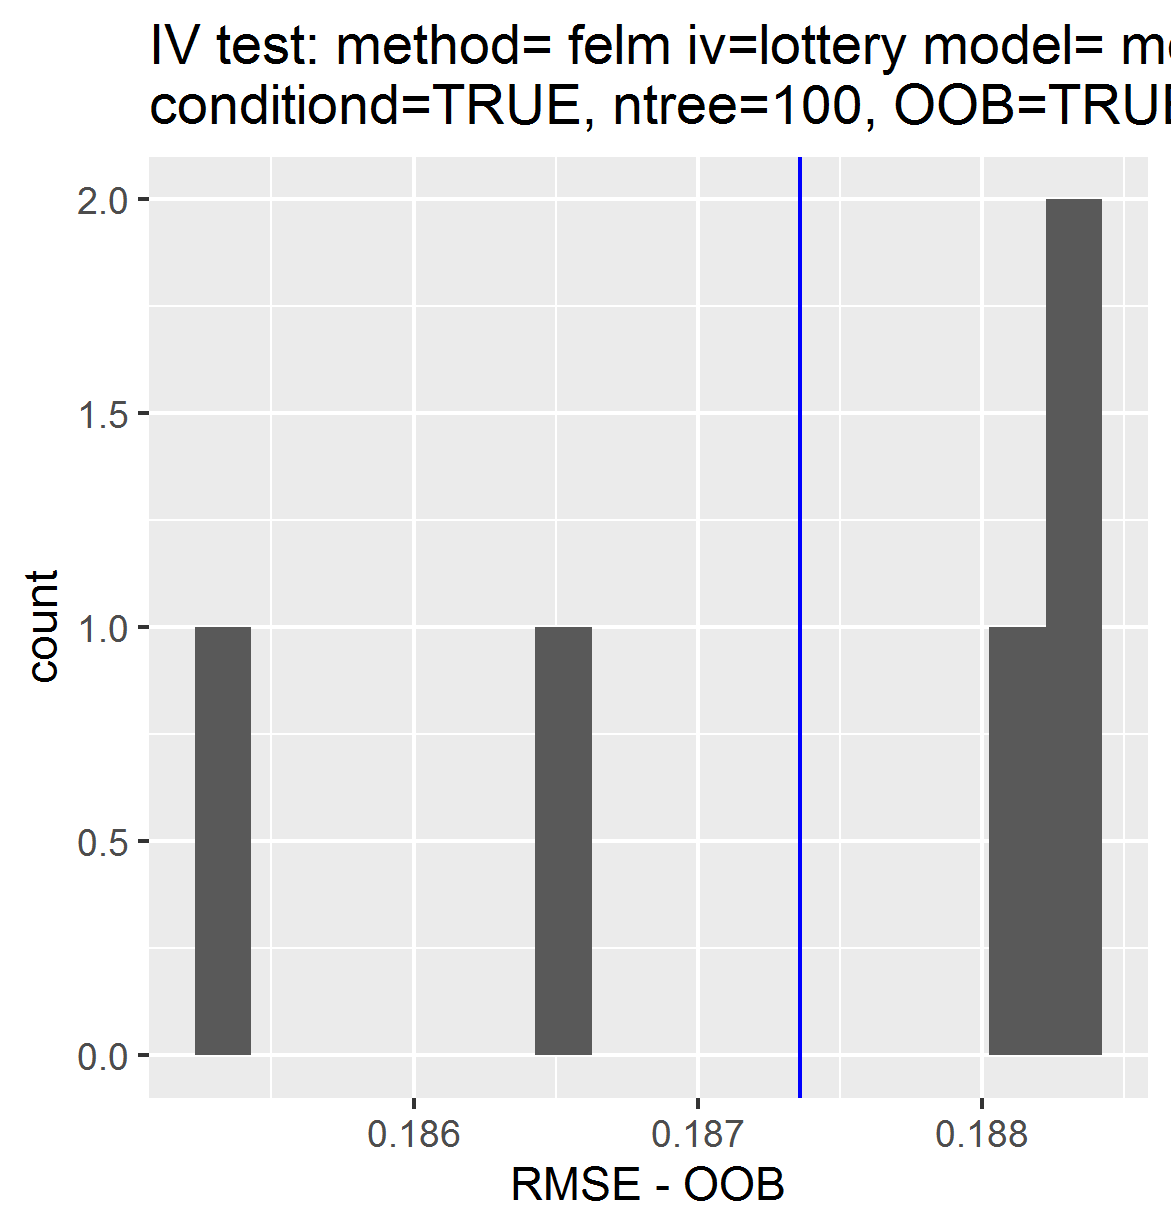 IV test: method= felm iv=lottery model=
conditiond=TRUE, ntree=100,
2.0
1.5
1.0
0.5
0.0
count
0.186 0.187 0.188
RMSE - OOB